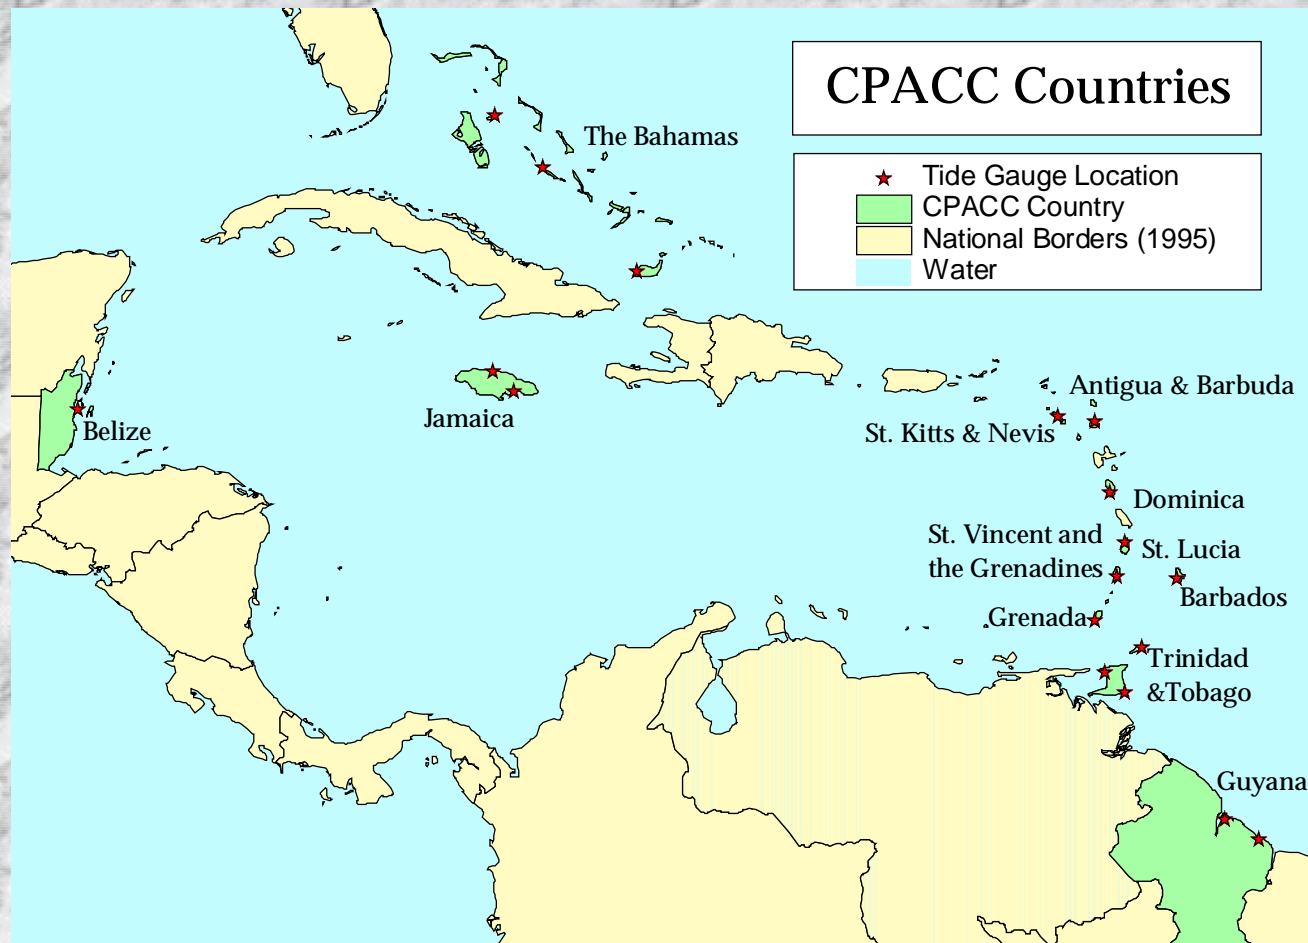 CPACC Countries
Tide Gauge Location
CPACC Country
National Borders (1995)
Water
The Bahamas
Belize
Jamaica
Antigua & Barbuda
St. Kitts & Nevis
Dominica
St. Vincent and
the Grenadines
St. Lucia
Barbados
Grenada
Trinidad
&Tobago
Guyana